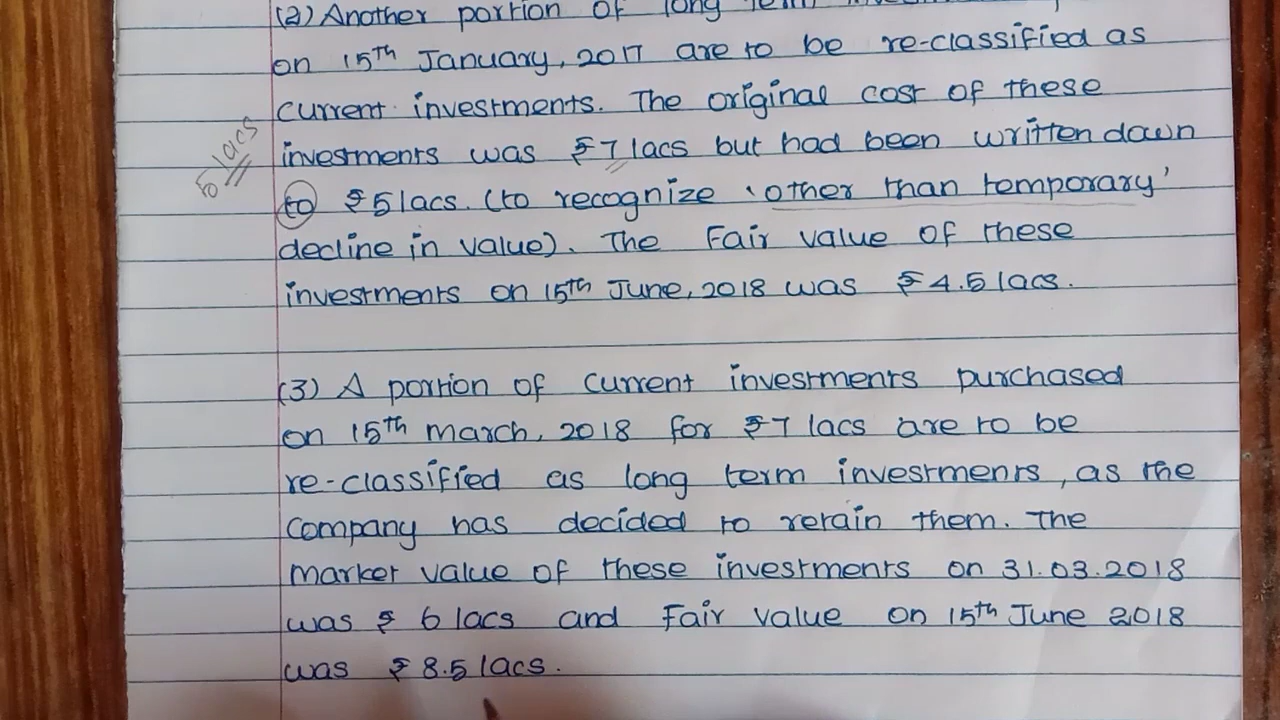 (2) Another portion of long term
on 15th January, 2017 are to be re-classified as
current investments. The original cost of these
investments was ₹7 lacs but had been written down
to ₹5 lacs. (to recognize 'other than temporary'
decline in value). The Fair value of these
investments on 15th June, 2018 was ₹4.5 lacs.
(3) A portion of current investments purchased
on 15th march, 2018 for ₹7 lacs are to be
re-classified as long term investments, as the
company has decided to retain them. The
market value of these investments on 31.03.2018
was ₹ 6 lacs and Fair value on 15th June 2018
was ₹ 8.5 lacs.
5 lacs